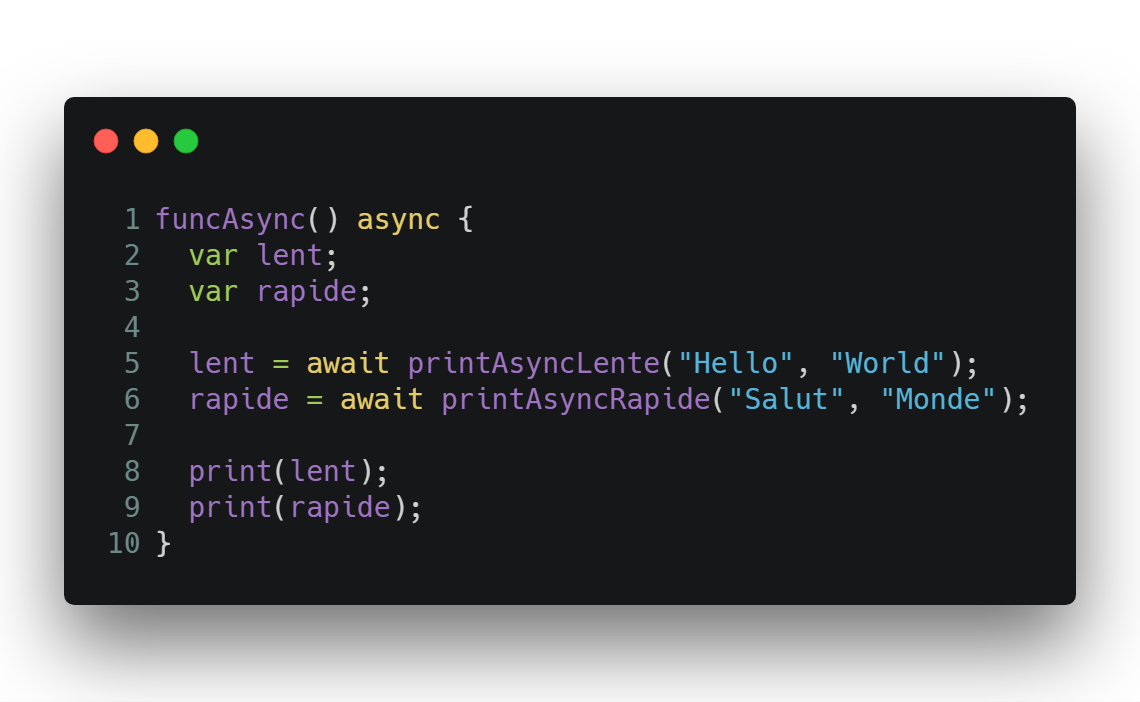 1 funcAsync() async {
2   var lent;
3   var rapide;
4
5   lent = await printAsyncLente("Hello", "World");
6   rapide = await printAsyncRapide("Salut", "Monde");
7
8   print(lent);
9   print(rapide);
10 }